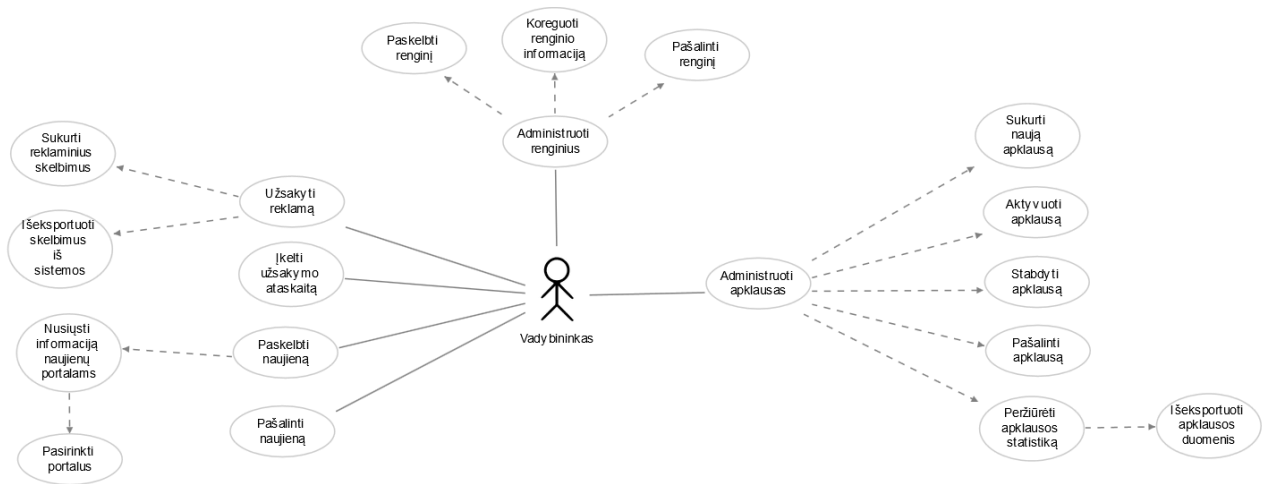 Paskelbti
renginį
Koreguoti
renginio
informaciją
Pašalinti
renginį
Administruoti
renginius
Sukurti
reklaminius
skelbimus
Užsakyti
reklamą
Išeksportuoti
skelbimus
iš
sistemos
Įkelti
užsakymo
ataskaitą
Nusiųsti
informaciją
naujienų
portalams
Paskelbti
naujieną
Pašalinti
naujieną
Pasirinkti
portalus
Vadybininkas
Administruoti
apklausas
Sukurti
naują
apklausą
Aktyvuoti
apklausą
Stabdyti
apklausą
Pašalinti
apklausą
Peržiūrėti
apklausos
statistiką
Išeksportuoti
apklausos
duomenis